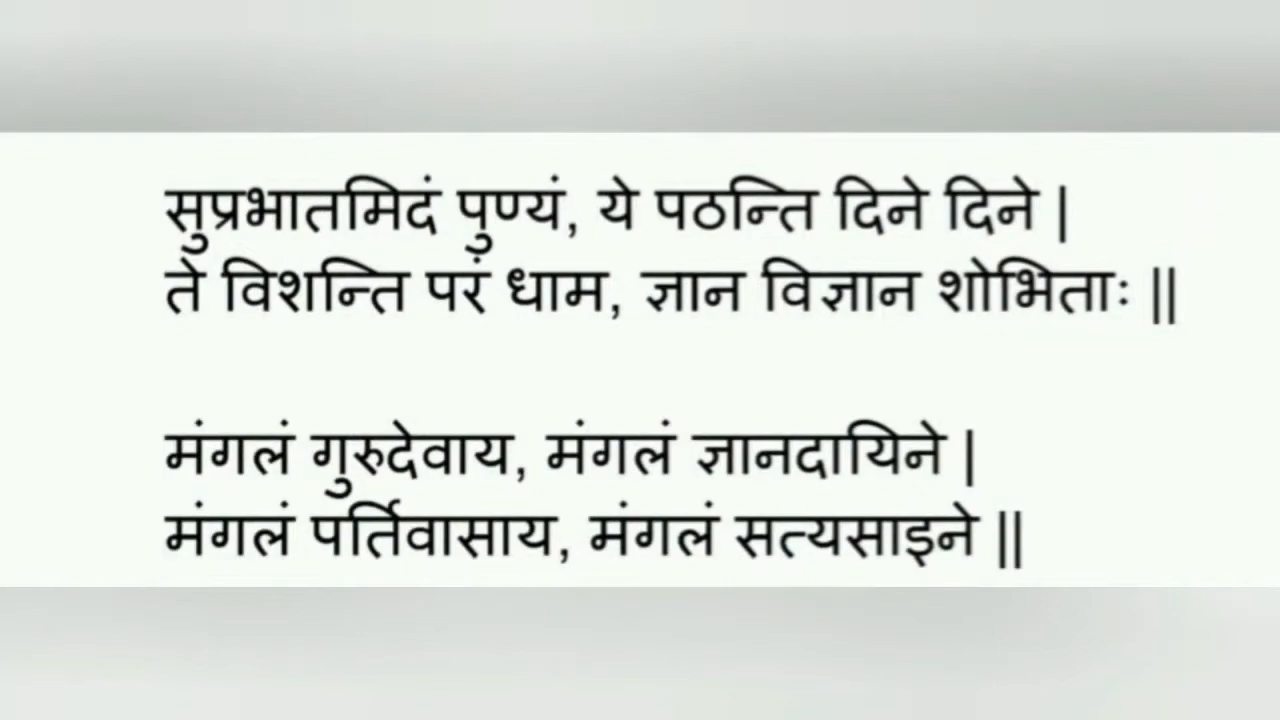 सुप्रभातमिदं पुण्यं, ये पठन्ति दिने दिने |
ते विशन्ति परं धाम, ज्ञान विज्ञान शोभिताः ||
मंगलं गुरुदेवाय, मंगलं ज्ञानदायिने |
मंगलं पर्तिवासाय, मंगलं सत्यसाइने ||